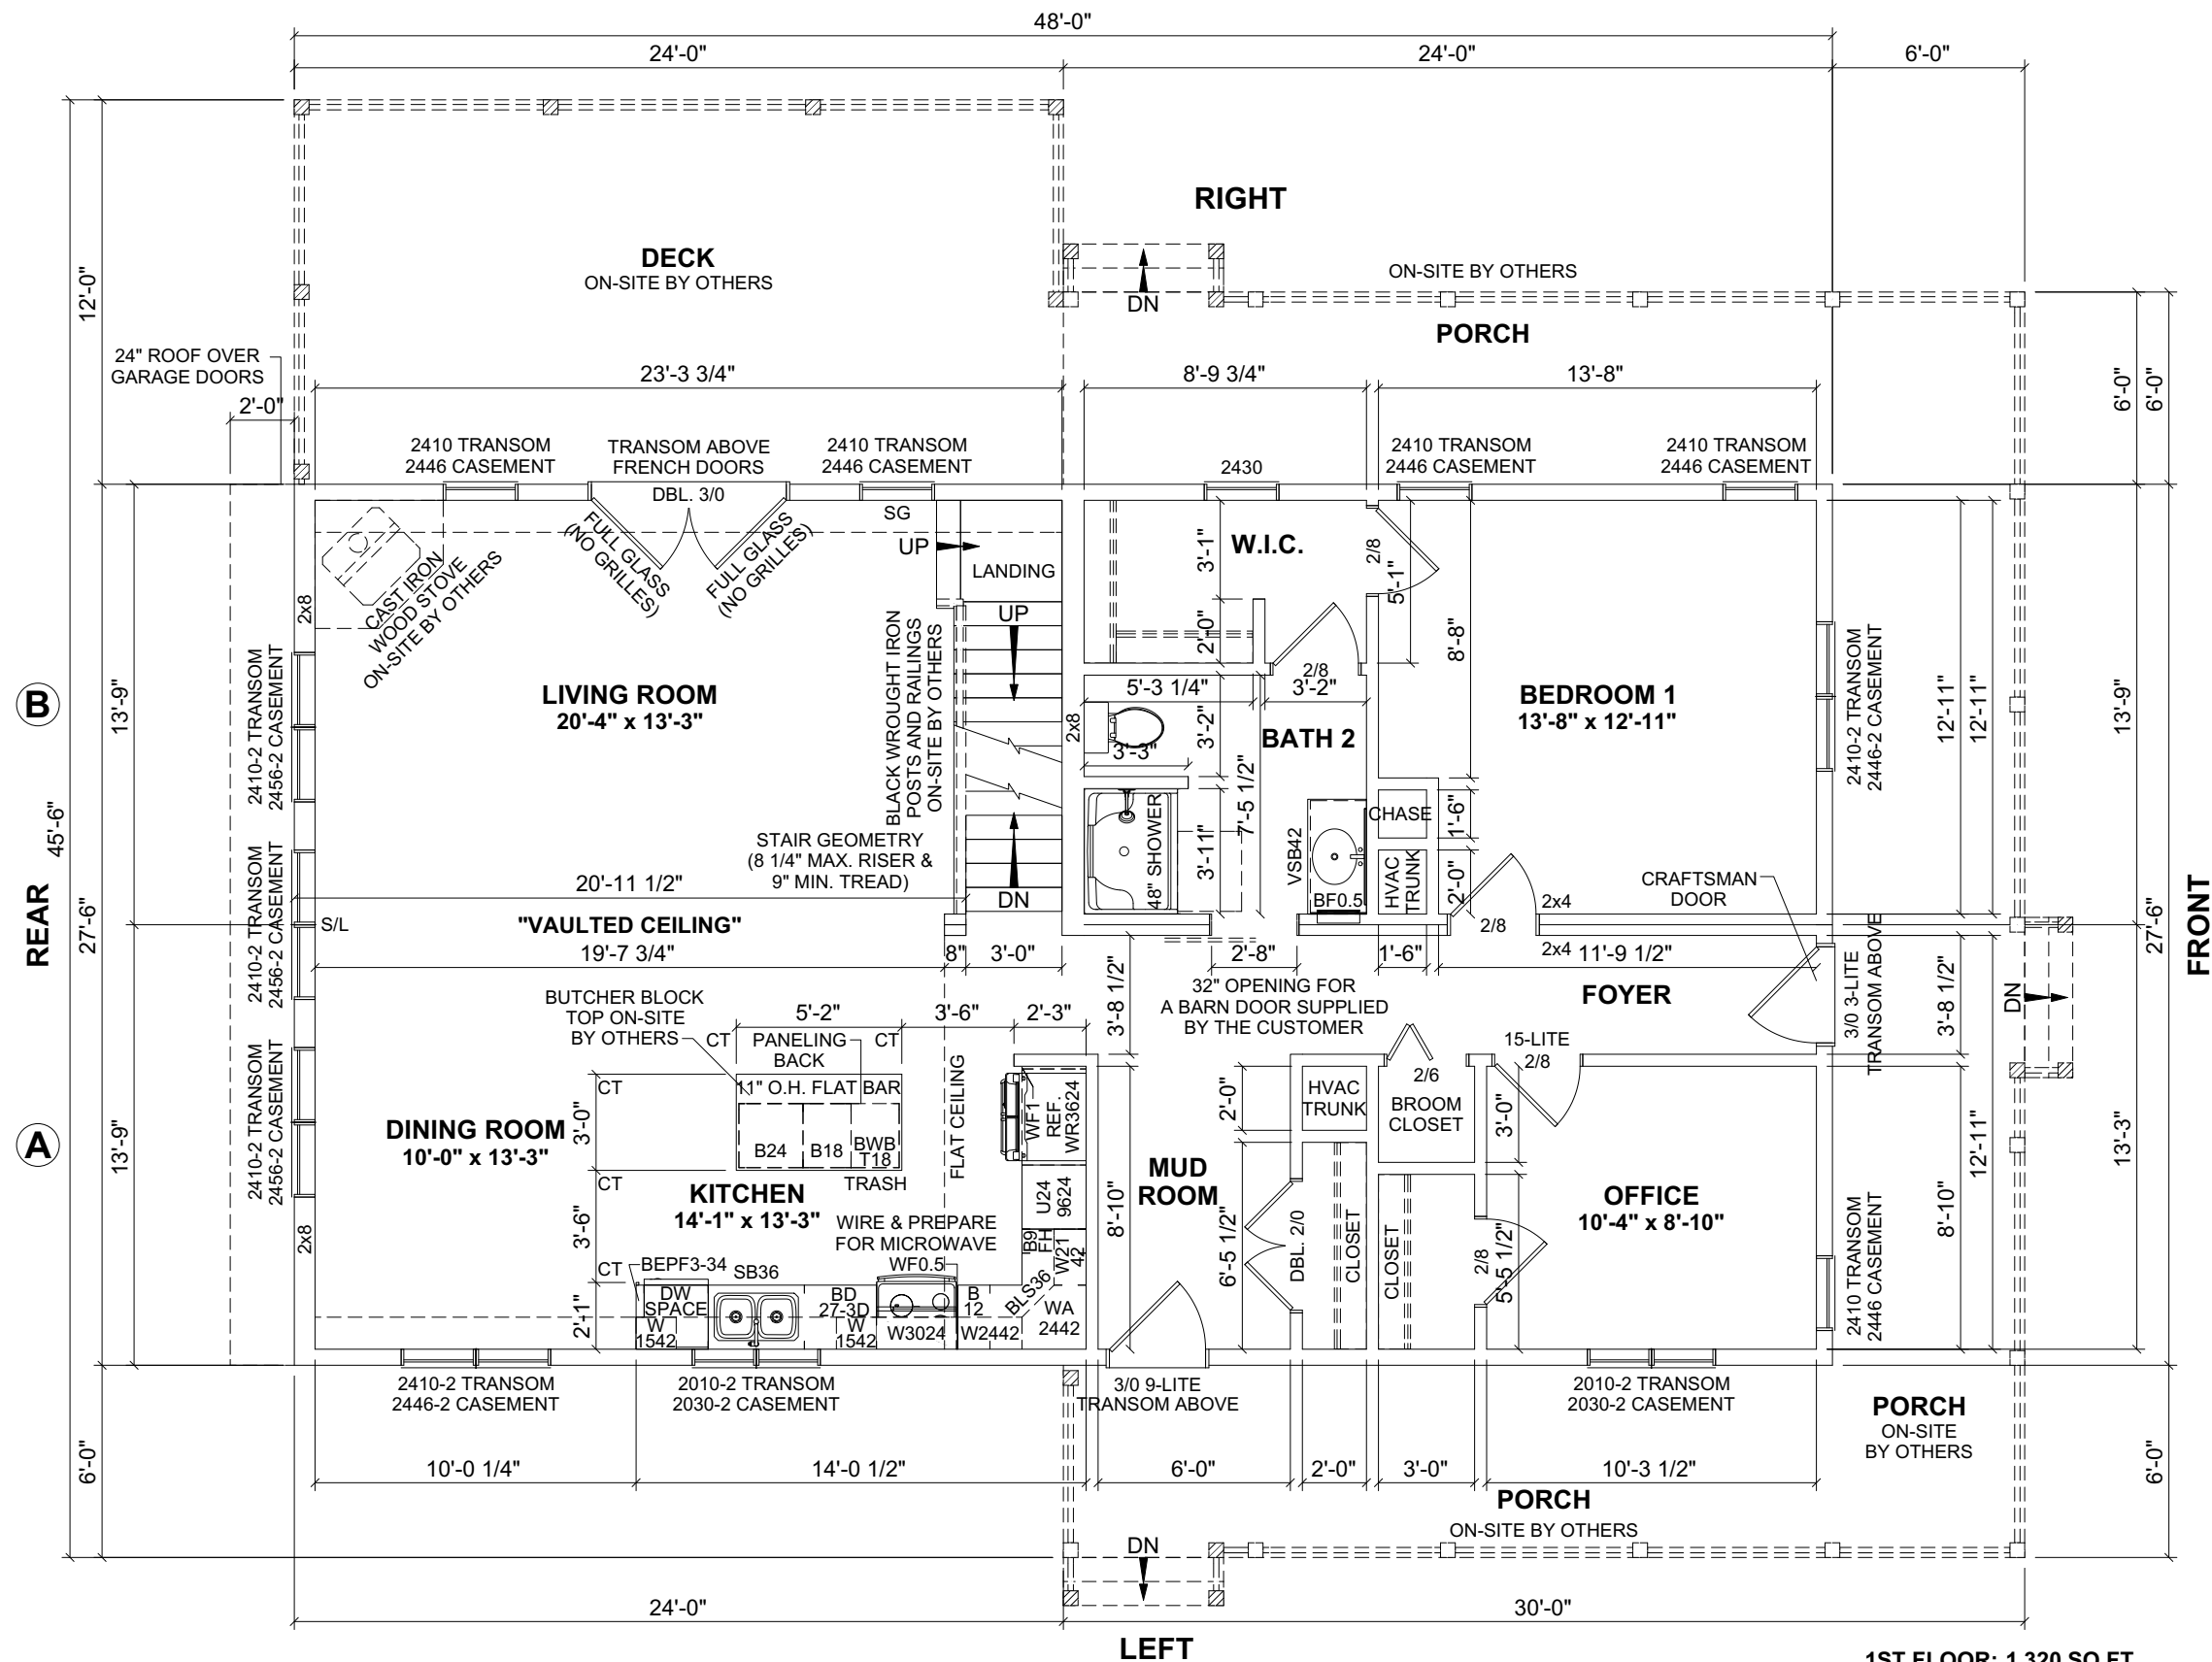 48'-0"
24'-0"
24'-0"
6'-0"
RIGHT
DECK
ON-SITE BY OTHERS
ON-SITE BY OTHERS
DN
PORCH
12'-0"
24" ROOF OVER
GARAGE DOORS
2'-0"
23'-3 3/4"
8'-9 3/4"
13'-8"
6'-0"
6'-0"
2410 TRANSOM
2446 CASEMENT
TRANSOM ABOVE
FRENCH DOORS
2410 TRANSOM
2446 CASEMENT
2430
2410 TRANSOM
2446 CASEMENT
2410 TRANSOM
2446 CASEMENT
DBL. 3/0
SG
FULL GLASS
(NO GRILLES)
FULL GLASS
(NO GRILLES)
UP
LANDING
UP
CAST IRON
WOOD STOVE
ON-SITE BY OTHERS
2x8
W.I.C.
3'-1"
2'-0"
2/8
5'-1"
8'-8"
2/8
5'-3 1/4"
3'-2"
BLACK WROUGHT IRON
POSTS AND RAILINGS
ON-SITE BY OTHERS
LIVING ROOM
20'-4" x 13'-3"
BEDROOM 1
13'-8" x 12'-11"
2410-2 TRANSOM
2456-2 CASEMENT
2410-2 TRANSOM
2446-2 CASEMENT
12'-11"
12'-11"
13'-9"
B
13'-9"
2x8
3'-2"
3'-3"
BATH 2
7'-5 1/2"
3'-11"
48" SHOWER
VSB42
BF0.5
CHASE
1'-6"
HVAC
TRUNK
2'-0"
STAIR GEOMETRY
(8 1/4" MAX. RISER &
9" MIN. TREAD)
20'-11 1/2"
DN
REAR
45'-6"
27'-6"
2410-2 TRANSOM
2456-2 CASEMENT
S/L
"VAULTED CEILING"
19'-7 3/4"
8"
3'-0"
2'-8"
1'-6"
2/8
2x4
2x4
11'-9 1/2"
CRAFTSMAN
DOOR
3/0 3-LITE
TRANSOM ABOVE
DN
27'-6"
FRONT
32" OPENING FOR
A BARN DOOR SUPPLIED
BY THE CUSTOMER
FOYER
3'-8 1/2"
3'-8 1/2"
BUTCHER BLOCK
TOP ON-SITE
BY OTHERS
5'-2"
3'-6"
2'-3"
CT
PANELING
BACK
CT
15-LITE
2/8
2/6
CT
11" O.H. FLAT BAR
B24
B18
BWB
T18
TRASH
FLAT CEILING
WF1
REF.
WR3624
HVAC
TRUNK
2'-0"
BROOM
CLOSET
3'-0"
2410-2 TRANSOM
2456-2 CASEMENT
DINING ROOM
10'-0" x 13'-3"
3'-0"
A
13'-9"
CT
KITCHEN
14'-1" x 13'-3"
3'-6"
CT
WIRE & PREPARE
FOR MICROWAVE
WF0.5
U24
9624
B9
FH
W21
42
8'-10"
MUD
ROOM
6'-5 1/2"
DBL. 2/0
CLOSET
CLOSET
2/8
5'-5 1/2"
OFFICE
10'-4" x 8'-10"
2410 TRANSOM
2446 CASEMENT
8'-10"
12'-11"
13'-3"
2x8
BEPF3-34
SB36
2'-1"
DW
SPACE
W
1542
BD
27-3D
W
1542
W3024
B
12
W2442
BLS36
WA
2442
2410-2 TRANSOM
2446-2 CASEMENT
2010-2 TRANSOM
2030-2 CASEMENT
3/0 9-LITE
TRANSOM ABOVE
2010-2 TRANSOM
2030-2 CASEMENT
PORCH
ON-SITE
BY OTHERS
6'-0"
10'-0 1/4"
14'-0 1/2"
6'-0"
2'-0"
3'-0"
10'-3 1/2"
6'-0"
PORCH
ON-SITE BY OTHERS
DN
24'-0"
30'-0"
LEFT
1ST FLOOR: 1,320 SQ.FT.